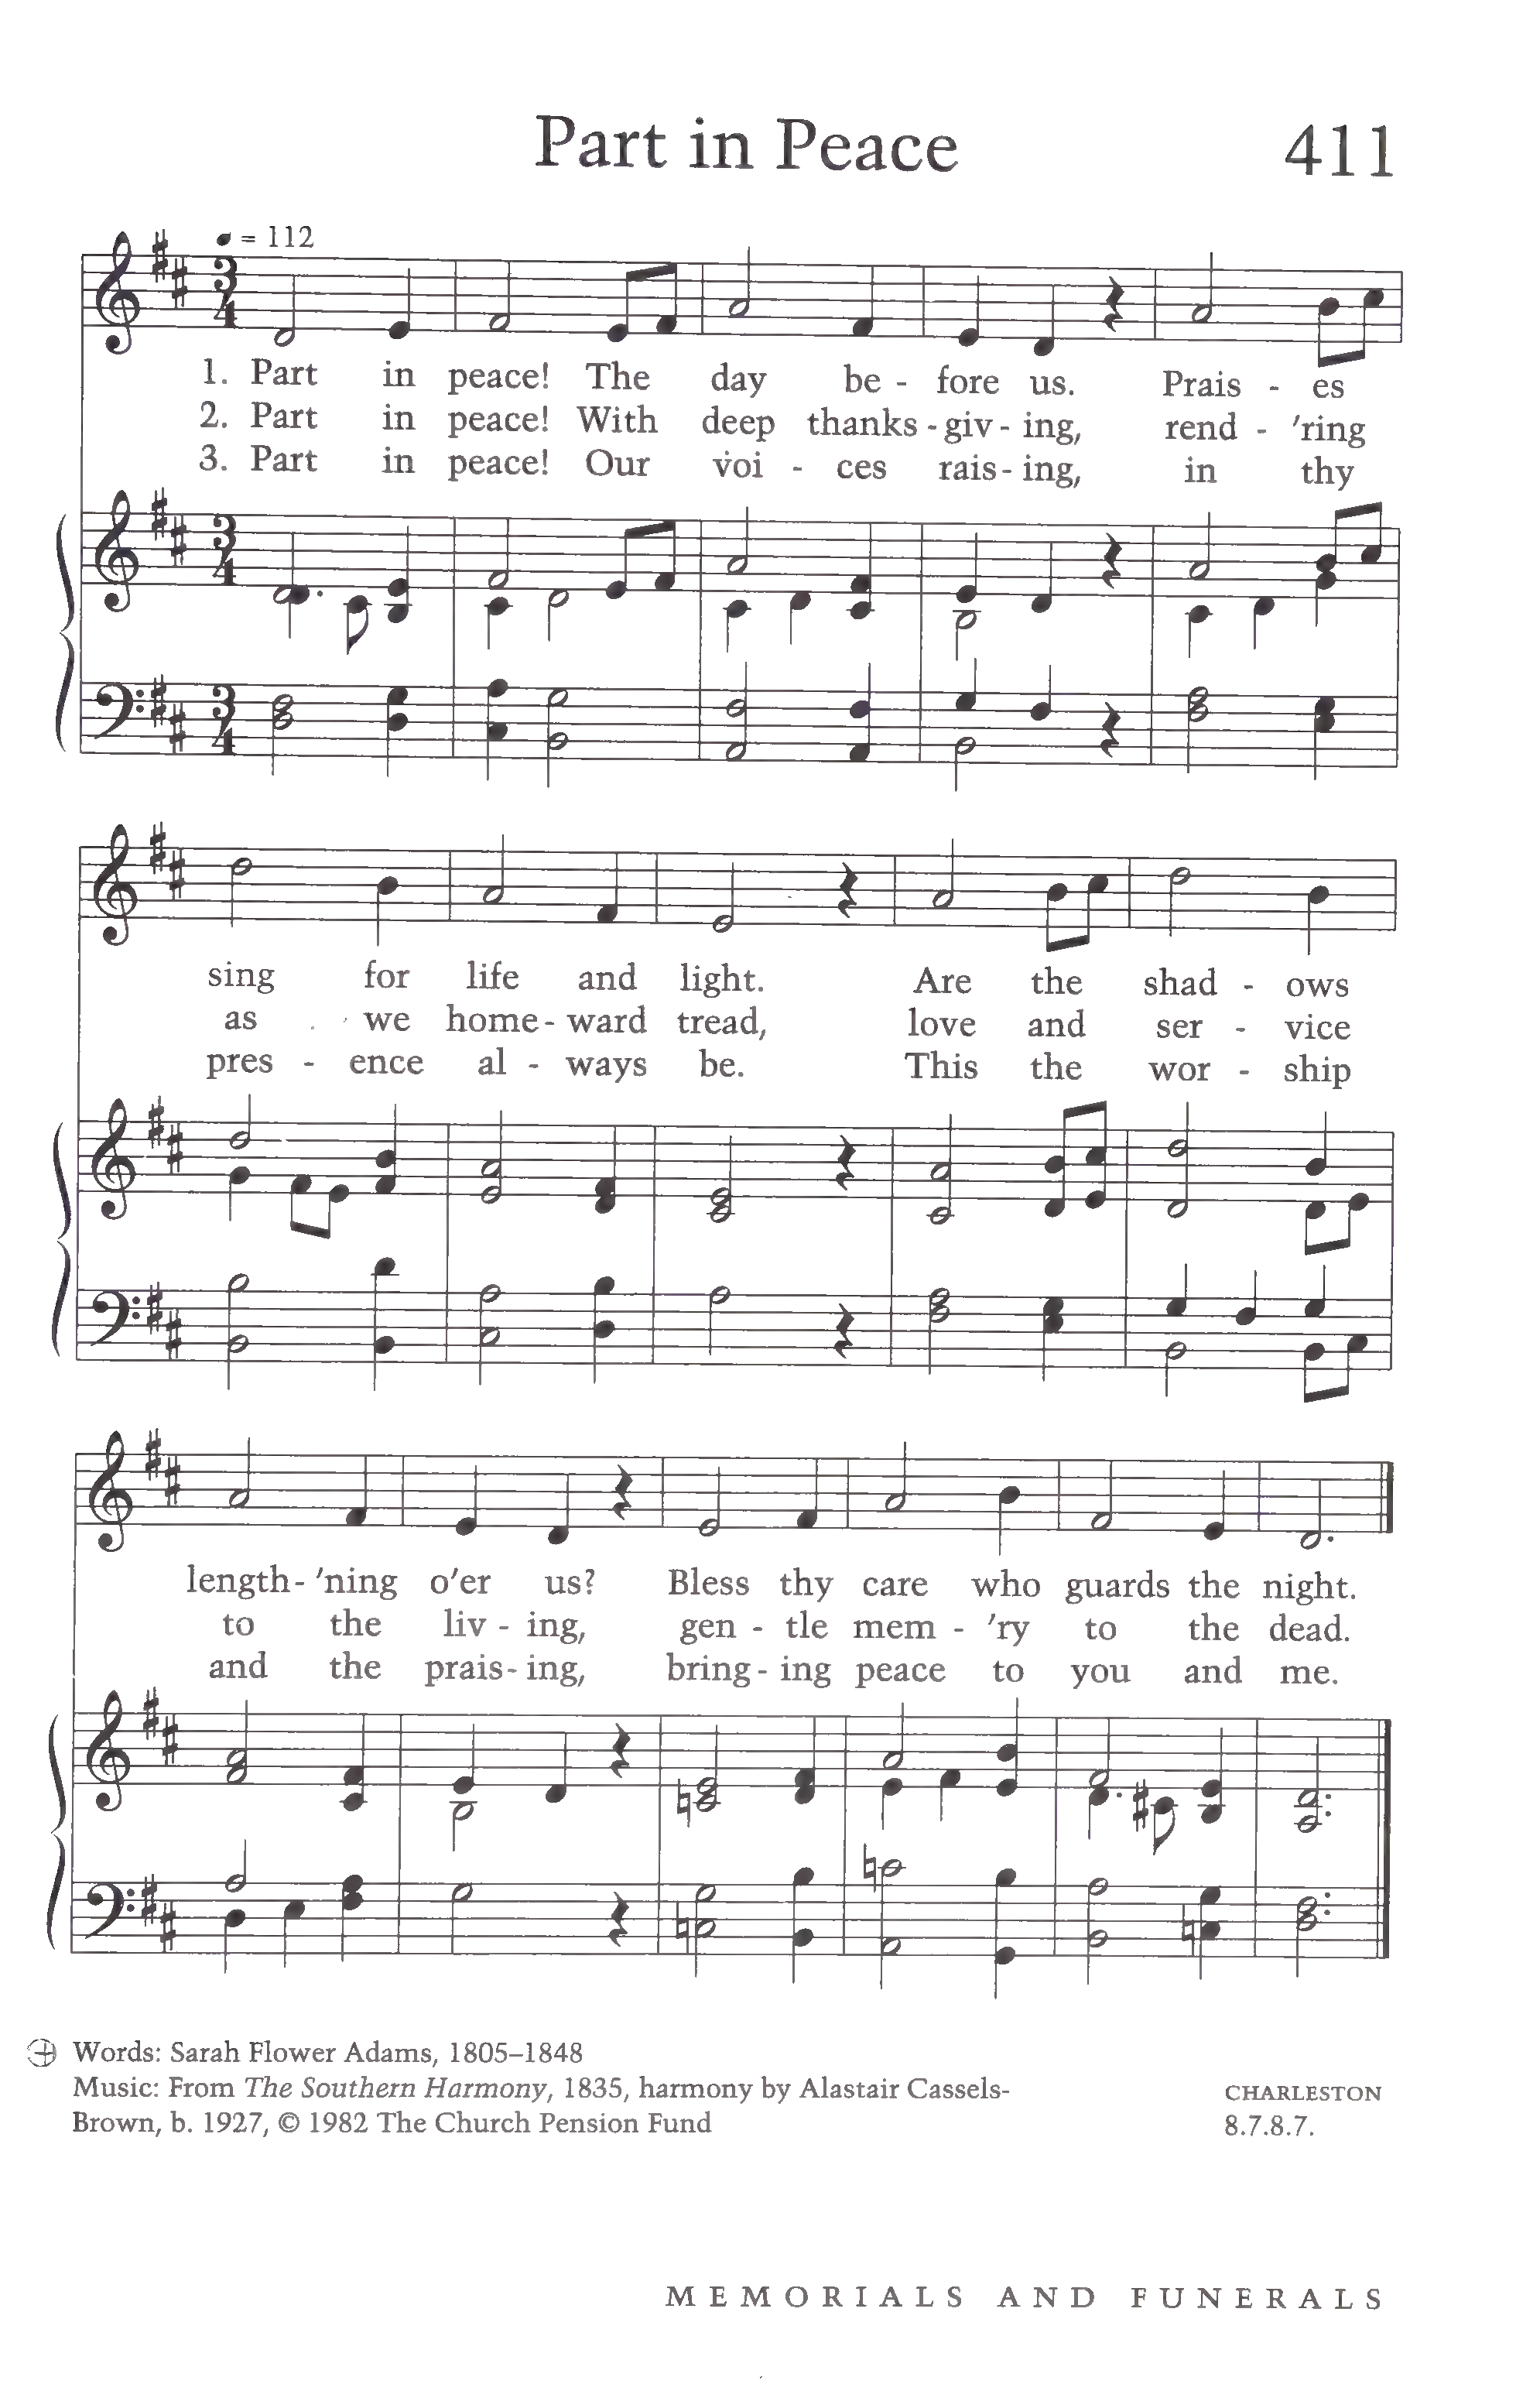 Part in Peace 411
= 112
1. Part in peace! The day be - fore us. Prais - es
2. Part in peace! With deep thanks - giv - ing, rend - 'ring
3. Part in peace! Our voi - ces rais - ing, in thy
sing for life and light. Are the shad - ows
as we home - ward tread, love and ser - vice
pres - ence al - ways be. This the wor - ship
length - 'ning o'er us? Bless thy care who guards the night.
to the liv - ing, gen - tle mem - 'ry to the dead.
and the prais - ing, bring - ing peace to you and me.
Words: Sarah Flower Adams, 1805–1848
Music: From The Southern Harmony, 1835, harmony by Alastair Cassels-
Brown, b. 1927, © 1982 The Church Pension Fund
CHARLESTON
8.7.8.7.
MEMORIALS AND FUNERALS